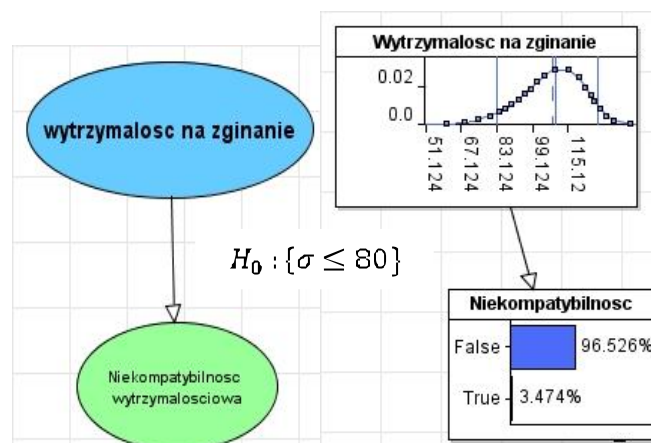 wytrzymalosc na zginanie
H₀ : {σ ≤ 80}
Niekompatybilnosc
wytrzymalosciowa
Wytrzymalosc na zginanie
0.02
0.0
51.124
67.124
83.124
99.124
115.12
Niekompatybilnosc
False 96.526%
True 3.474%